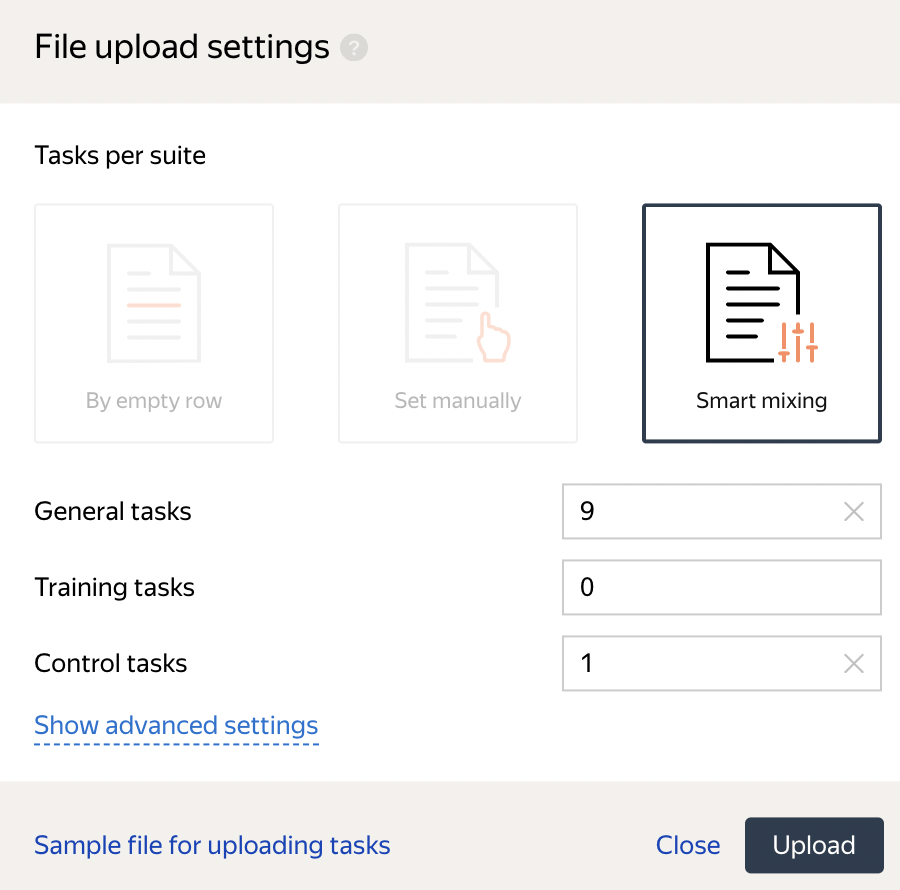 File upload settings ?
Tasks per suite
By empty row
Set manually
Smart mixing
General tasks 9
Training tasks 0
Control tasks 1
Show advanced settings
Sample file for uploading tasks Close Upload